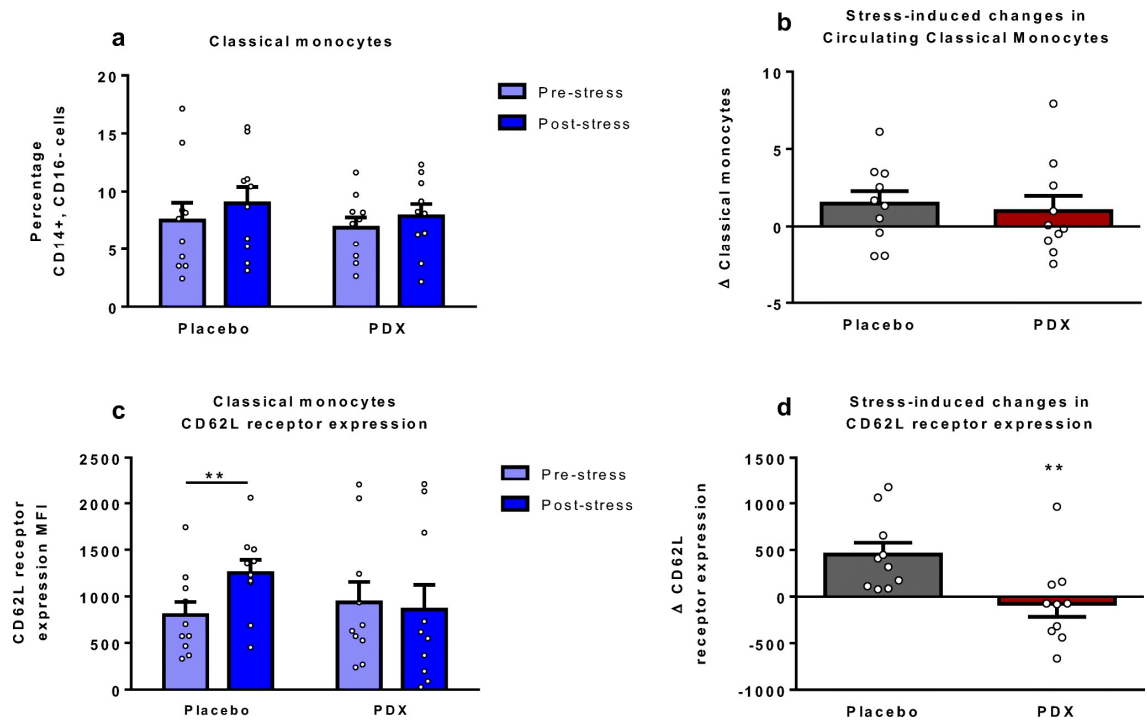 a
Classical monocytes
Percentage
CD14+, CD16- cells
20
15
10
5
0
Placebo
PDX
Pre-stress
Post-stress
b
Stress-induced changes in
Circulating Classical Monocytes
Δ Classical monocytes
10
5
0
-5
Placebo
PDX
c
Classical monocytes
CD62L receptor expression
CD62L receptor
expression MFI
2500
2000
1500
1000
500
0
**
Placebo
PDX
Pre-stress
Post-stress
d
Stress-induced changes in
CD62L receptor expression
Δ CD62L
receptor expression
1500
1000
500
0
-500
-1000
**
Placebo
PDX